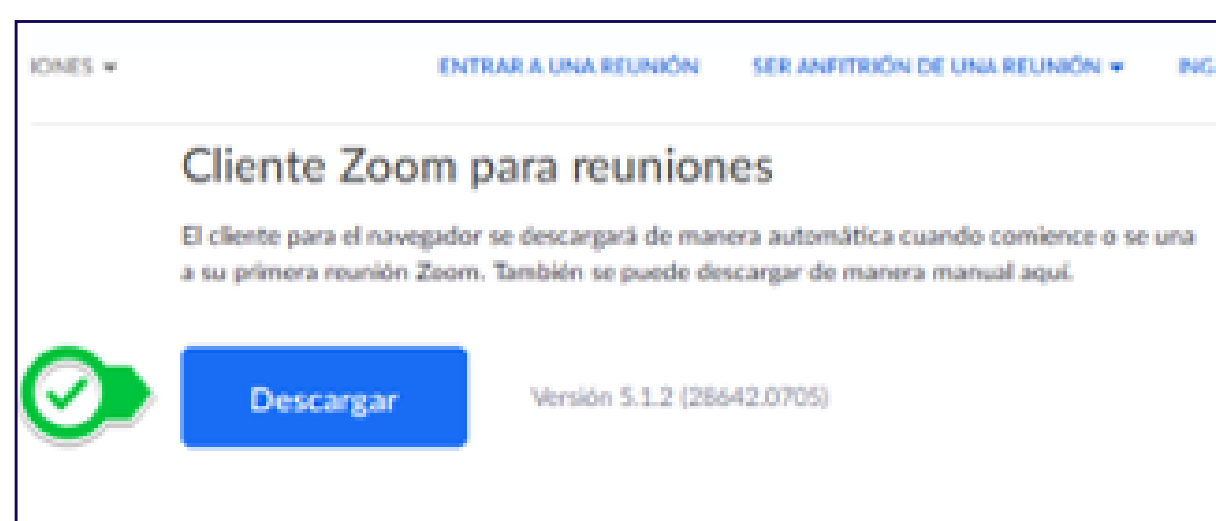 IONES
ENTRAR A UNA REUNIÓN SER ANFITRIÓN DE UNA REUNIÓN ING
Cliente Zoom para reuniones
El cliente para el navegador se descargará de manera automática cuando comience o se una
a su primera reunión Zoom. También se puede descargar de manera manual aquí.
Descargar
Versión 5.1.2 (28642.0705)